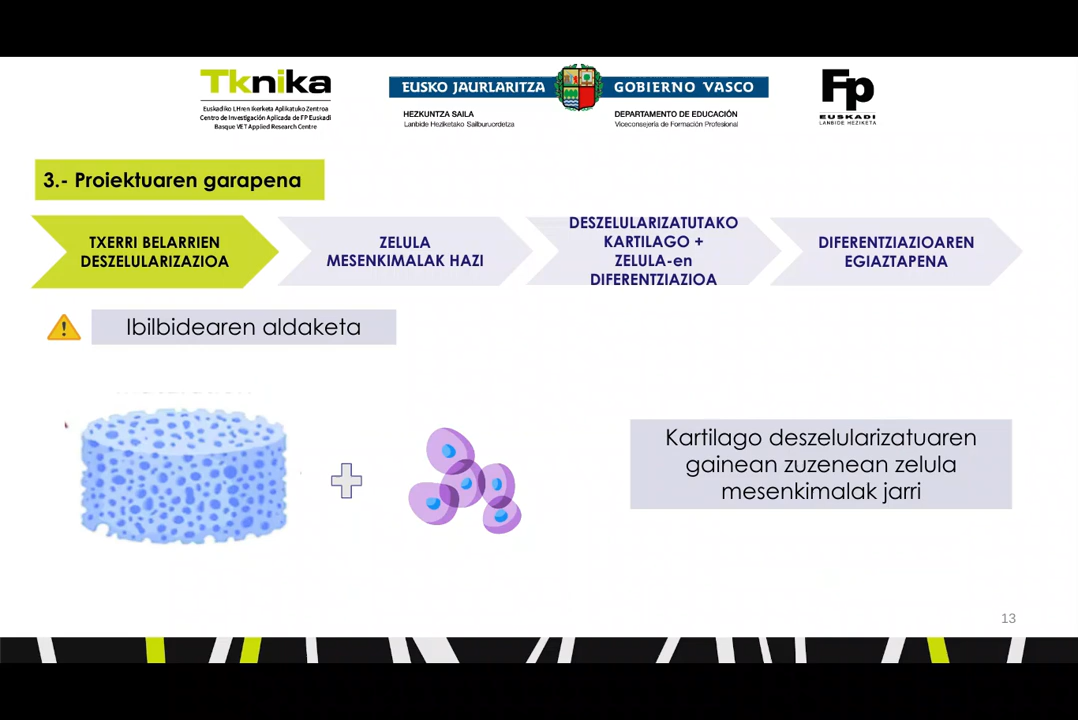 Tknika
Euskadiko LHren Ikerketa Aplikatuko Zentroa
Centro de Investigación Aplicada de FP Euskadi
Basque VET Applied Research Centre
EUSKO JAURLARITZA
GOBIERNO VASCO
HEZKUNTZA SAILA
Lanbide Heziketako Sailburuordetza
DEPARTAMENTO DE EDUCACIÓN
Viceconsejería de Formación Profesional
Fp
EUSKADI
LANBIDE HEZIKETA
3.- Proiektuaren garapena
TXERRI BELARRIEN
DESZELULARIZAZIOA
ZELULA
MESENKIMALAK HAZI
DESZELULARIZATUTAKO
KARTILAGO +
ZELULA-en
DIFERENTZIAZIOA
DIFERENTZIAZIOAREN
EGIAZTAPENA
Ibilbidearen aldaketa
Kartilago deszelularizatuaren
gainean zuzenean zelula
mesenkimalak jarri
13